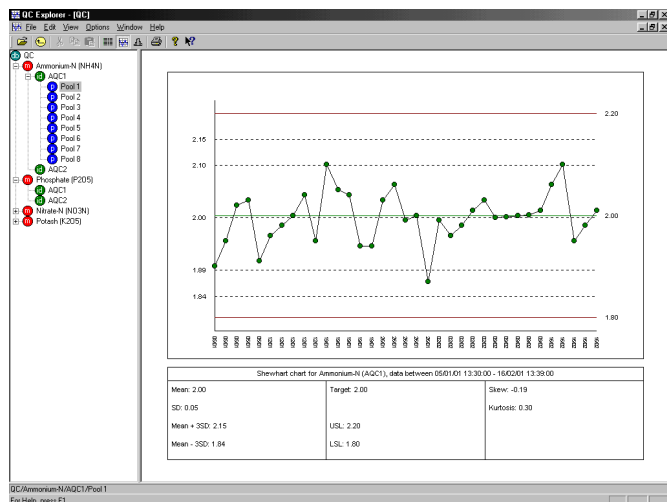 QC Explorer - [QC]
File Edit View Options Window Help
QC
Ammonium-N (NH4N)
AQC1
Pool 1
Pool 2
Pool 3
Pool 4
Pool 5
Pool 6
Pool 7
Pool 8
AQC2
Phosphate (P205)
AQC1
AQC2
Nitrate-N (NO3N)
Potash (K205)
2.20
2.15
2.10
2.00 2.00
1.89
1.84
1.80
Shewhart chart for Ammonium-N (AQC1), data between 05/01/01 13:30:00 - 16/02/01 13:39:00
Mean: 2.00 Target: 2.00 Skew: -0.19
SD: 0.05 Kurtosis: 0.30
Mean + 3SD: 2.15 USL: 2.20
Mean - 3SD: 1.84 LSL: 1.80
QC/Ammonium-N/AQC1/Pool 1
For Help, press F1